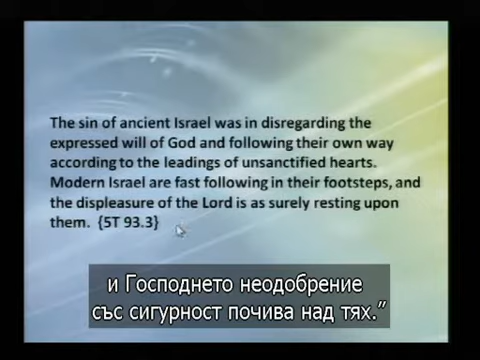 The sin of ancient Israel was in disregarding the
expressed will of God and following their own way
according to the leadings of unsanctified hearts.
Modern Israel are fast following in their footsteps, and
the displeasure of the Lord is as surely resting upon
them.  {5T 93.3}
и Господнето неодобрение
със сигурност почива над тях.”